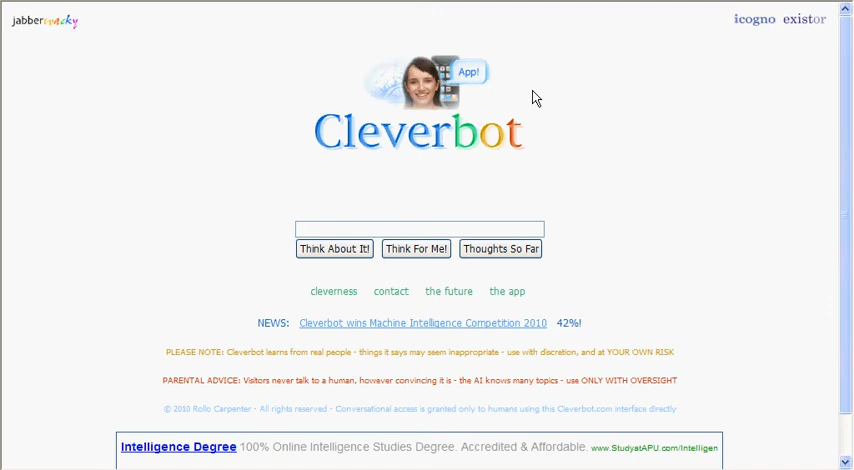 jabberwacky
icogno existor
App!
Cleverbot
Think About It! Think For Me! Thoughts So Far
cleverness contact the future the app
NEWS: Cleverbot wins Machine Intelligence Competition 2010 42%!
PLEASE NOTE: Cleverbot learns from real people - things it says may seem inappropriate - use with discretion, and at YOUR OWN RISK
PARENTAL ADVICE: Visitors never talk to a human, however convincing it is - the AI knows many topics - use ONLY WITH OVERSIGHT
© 2010 Rollo Carpenter - All rights reserved - Conversational access is granted only to humans using this Cleverbot.com interface directly
Intelligence Degree 100% Online Intelligence Studies Degree. Accredited & Affordable. www.StudyatAPU.com/Intelligen